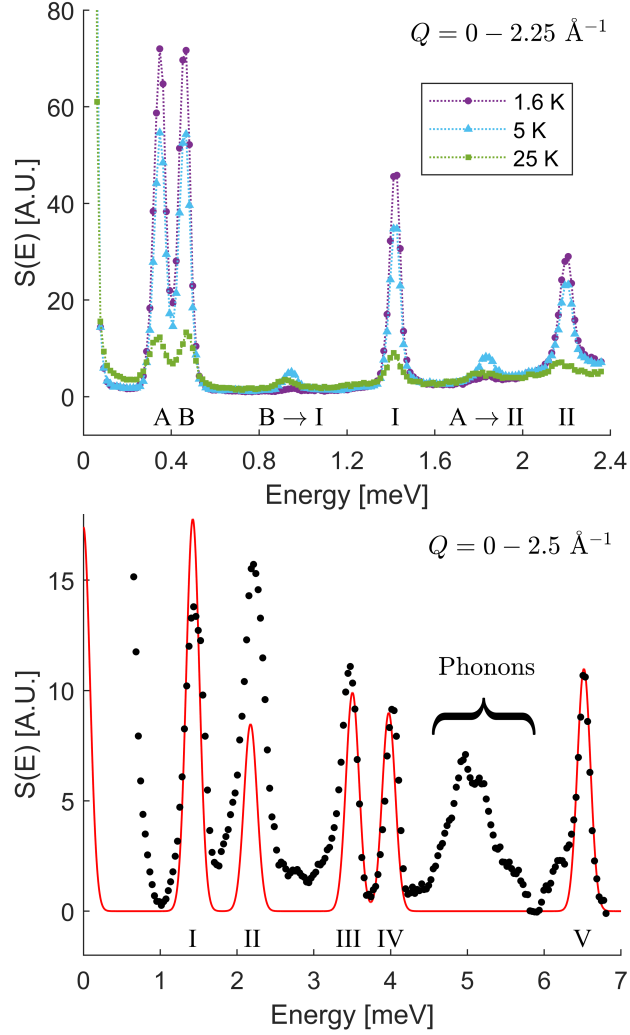 Q = 0 − 2.25 Å⁻¹
80
60
40
20
0
S(E) [A.U.]
1.6 K
5 K
25 K
A B B → I I A → II II
0 0.4 0.8 1.2 1.6 2 2.4
Energy [meV]
Q = 0 − 2.5 Å⁻¹
15
10
5
0
S(E) [A.U.]
Phonons
I II III IV V
0 1 2 3 4 5 6 7
Energy [meV]